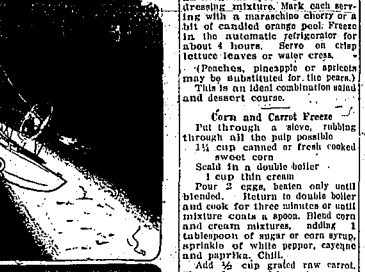 dressing mixture. Mark each serv-
ing with a maraschino cherry or a
bit of candied orange peel. Freeze
in the automatic refrigerator for
about 4 hours. Serve on crisp
lettuce leaves or water cress.
(Peaches, pineapple or apricots
may be substituted for the pears.)
This is an ideal combination salad
and dessert course.
Corn and Carrot Freeze
Put through a sieve, rubbing
through all the pulp possible
1½ cup canned or fresh cooked
sweet corn
Scald in a double boiler
1 cup thin cream
Pour 2 eggs, beaten only until
blended. Return to double boiler
and cook for three minutes or until
mixture coats a spoon. Blend corn
and cream mixtures, adding 1
tablespoon of sugar or corn syrup,
sprinkle of white pepper, cayenne
and paprika. Chill.
Add ½ cup grated raw carrot,